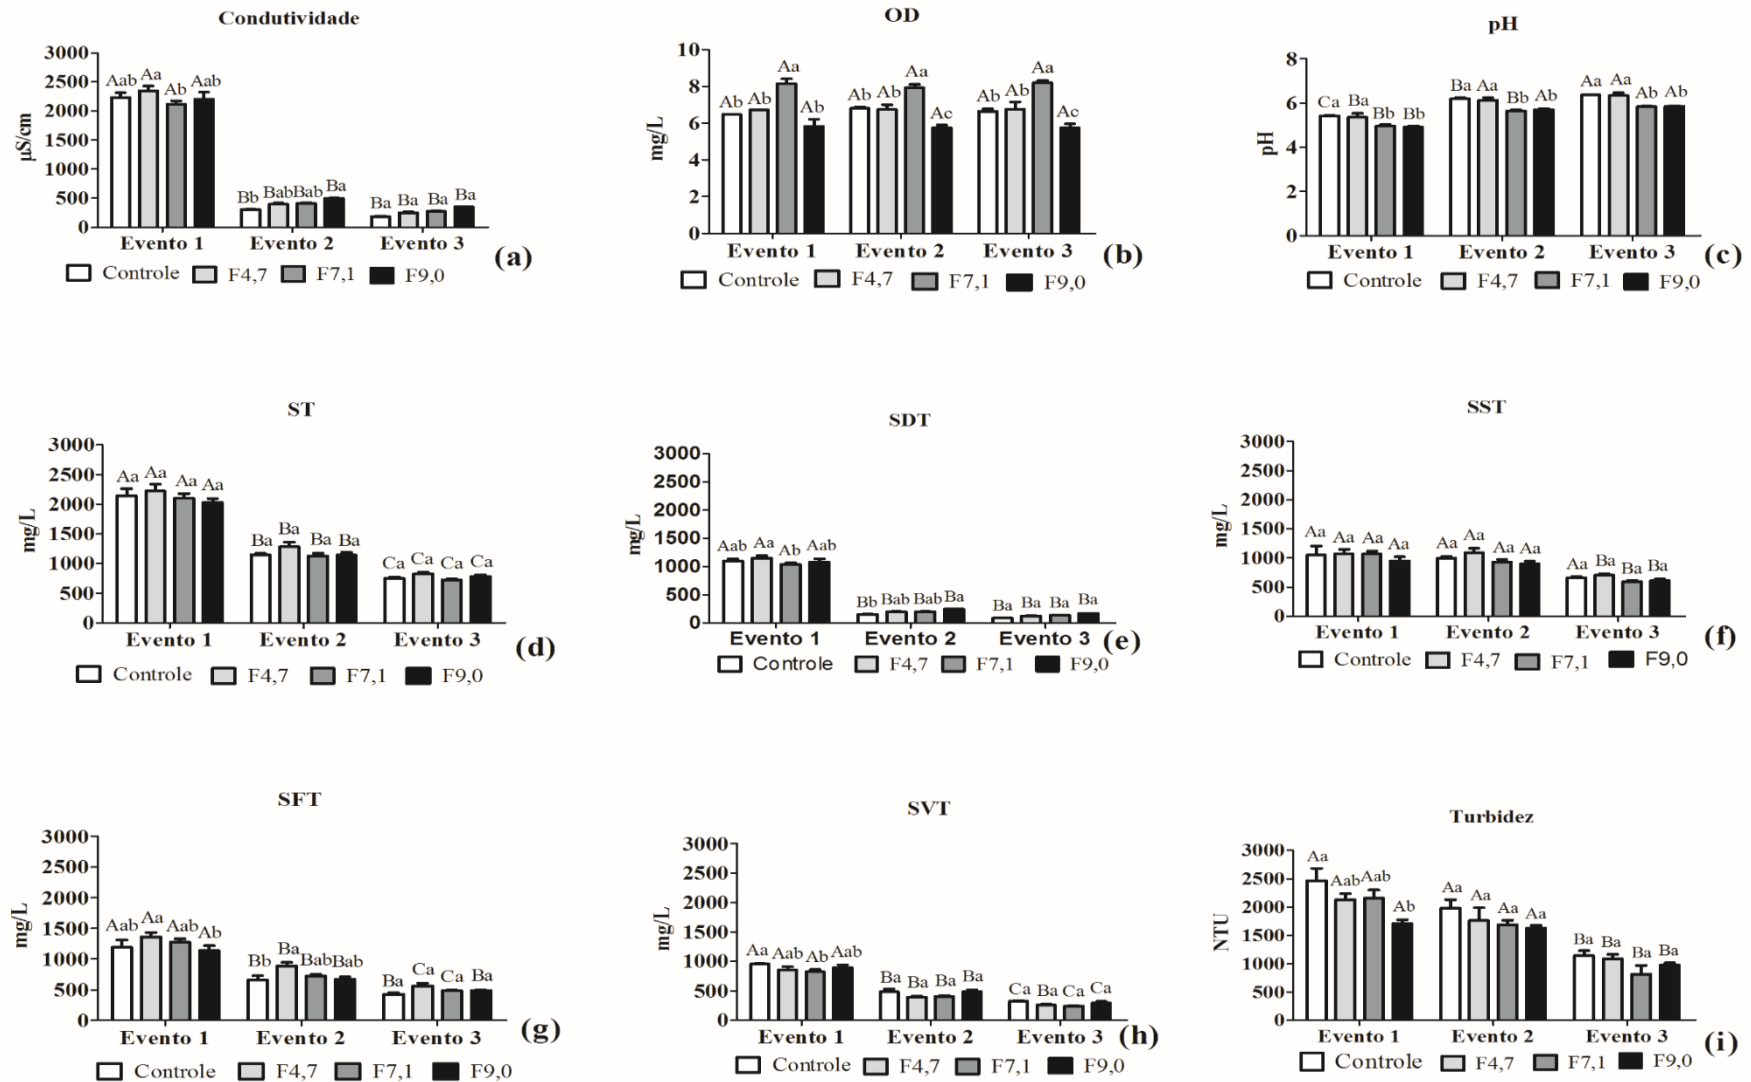 Condutividade
3000
2500
2000
1500
1000
500
0
µS/cm
Aab Aa Ab Aab
Bb Bab Bab Ba
Ba Ba Ba Ba
Evento 1 Evento 2 Evento 3
(a)
Controle F4,7 F7,1 F9,0
OD
10
8
6
4
2
0
mg/L
Ab Ab Aa Ab
Ab Ab Aa Ac
Ab Ab Aa Ac
Evento 1 Evento 2 Evento 3
(b)
Controle F4,7 F7,1 F9,0
pH
8
6
4
2
0
pH
Ca Ba Bb Bb
Ba Aa Bb Ab
Aa Aa Ab Ab
Evento 1 Evento 2 Evento 3
(c)
Controle F4,7 F7,1 F9,0
ST
3000
2500
2000
1500
1000
500
0
mg/L
Aa Aa Aa Aa
Ba Ba Ba Ba
Ca Ca Ca Ca
Evento 1 Evento 2 Evento 3
(d)
Controle F4,7 F7,1 F9,0
SDT
3000
2500
2000
1500
1000
500
0
mg/L
Aab Aa Ab Aab
Bb Bab Bab Ba
Ba Ba Ba Ba
Evento 1 Evento 2 Evento 3
(e)
Controle F4,7 F7,1 F9,0
SST
3000
2500
2000
1500
1000
500
0
mg/L
Aa Aa Aa Aa
Aa Aa Aa Aa
Aa Ba Ba Ba
Evento 1 Evento 2 Evento 3
(f)
Controle F4,7 F7,1 F9,0
SFT
3000
2500
2000
1500
1000
500
0
mg/L
Aab Aa Aab Ab
Bb Ba Bab Bab
Ba Ca Ca Ba
Evento 1 Evento 2 Evento 3
(g)
Controle F4,7 F7,1 F9,0
SVT
3000
2500
2000
1500
1000
500
0
mg/L
Aa Aab Ab Aab
Ba Ba Ba Ba
Ca Ba Ca Ca
Evento 1 Evento 2 Evento 3
(h)
Controle F4,7 F7,1 F9,0
Turbidez
3000
2500
2000
1500
1000
500
0
NTU
Aa Aab Aab Ab
Aa Aa Aa Aa
Ba Ba Ba Ba
Evento 1 Evento 2 Evento 3
(i)
Controle F4,7 F7,1 F9,0